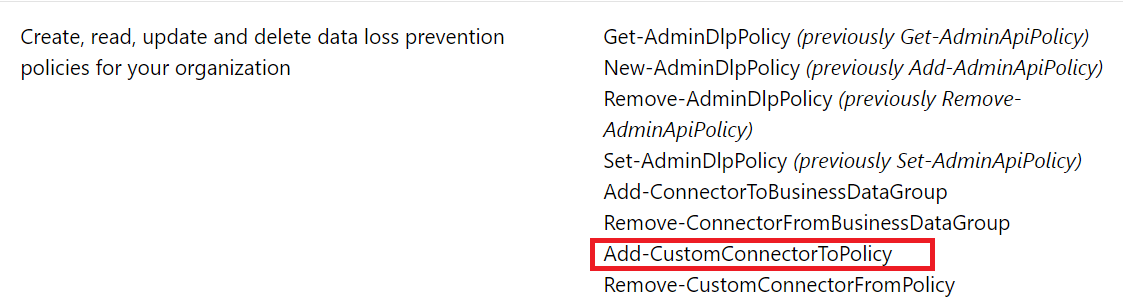 Create, read, update and delete data loss prevention
policies for your organization
Get-AdminDlpPolicy (previously Get-AdminApiPolicy)
New-AdminDlpPolicy (previously Add-AdminApiPolicy)
Remove-AdminDlpPolicy (previously Remove-
AdminApiPolicy)
Set-AdminDlpPolicy (previously Set-AdminApiPolicy)
Add-ConnectorToBusinessDataGroup
Remove-ConnectorFromBusinessDataGroup
Add-CustomConnectorToPolicy
Remove-CustomConnectorFromPolicy